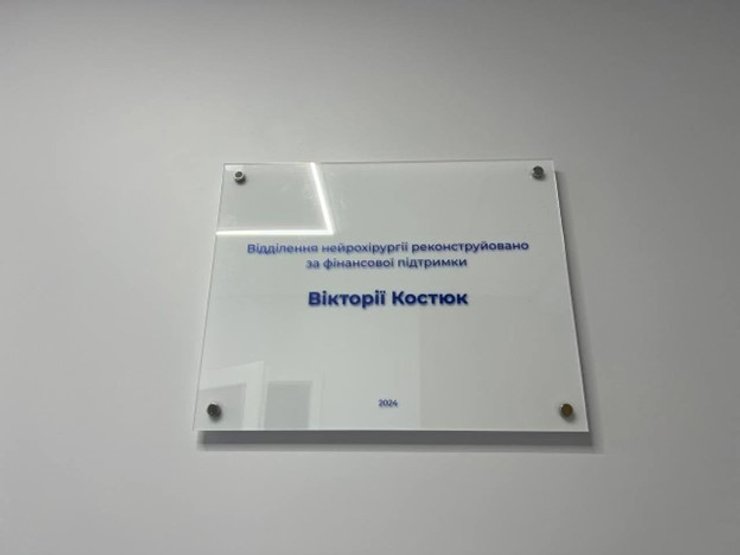 Відділення нейрохірургії реконструйовано
за фінансової підтримки
Вікторії Костюк
2024